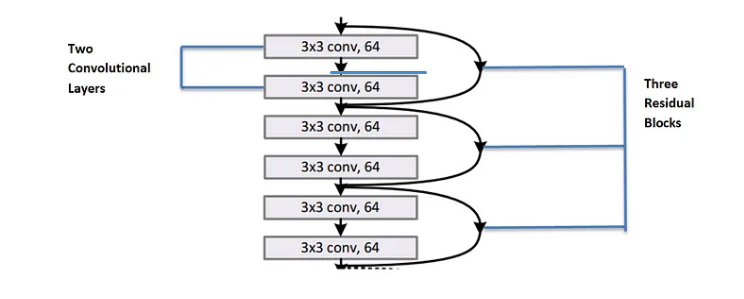 Two
Convolutional
Layers
3x3 conv, 64
3x3 conv, 64
3x3 conv, 64
3x3 conv, 64
3x3 conv, 64
3x3 conv, 64
Three
Residual
Blocks